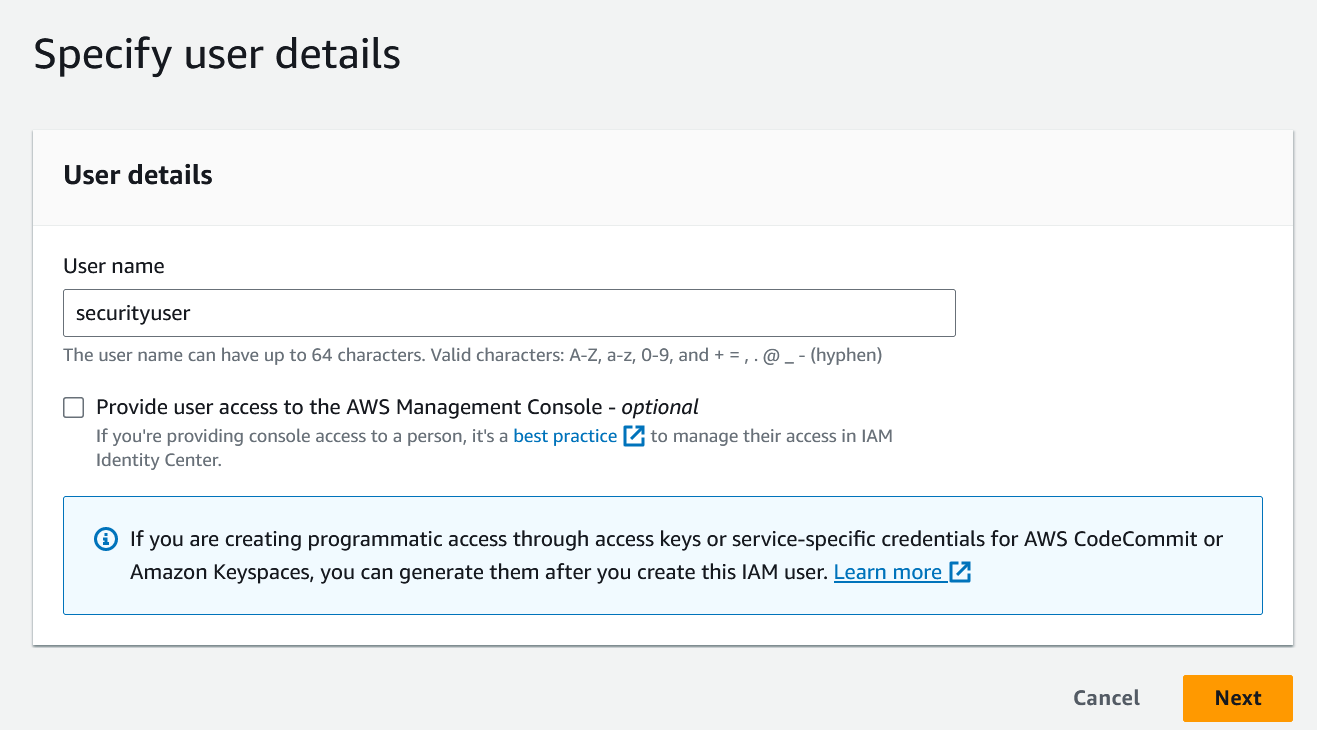 Specify user details
User details
User name
securityuser
The user name can have up to 64 characters. Valid characters: A-Z, a-z, 0-9, and + = , . @ _ - (hyphen)
Provide user access to the AWS Management Console - optional
If you're providing console access to a person, it's a best practice to manage their access in IAM
Identity Center.
If you are creating programmatic access through access keys or service-specific credentials for AWS CodeCommit or
Amazon Keyspaces, you can generate them after you create this IAM user. Learn more
Cancel Next